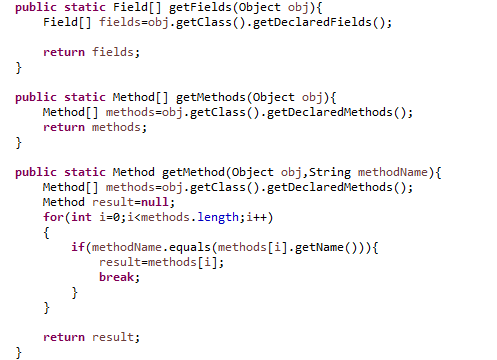 public static Field[] getFields(Object obj){
    Field[] fields=obj.getClass().getDeclaredFields();

    return fields;
}

public static Method[] getMethods(Object obj){
    Method[] methods=obj.getClass().getDeclaredMethods();
    return methods;
}

public static Method getMethod(Object obj,String methodName){
    Method[] methods=obj.getClass().getDeclaredMethods();
    Method result=null;
    for(int i=0;i<methods.length;i++)
    {
        if(methodName.equals(methods[i].getName())){
            result=methods[i];
            break;
        }
    }

    return result;
}